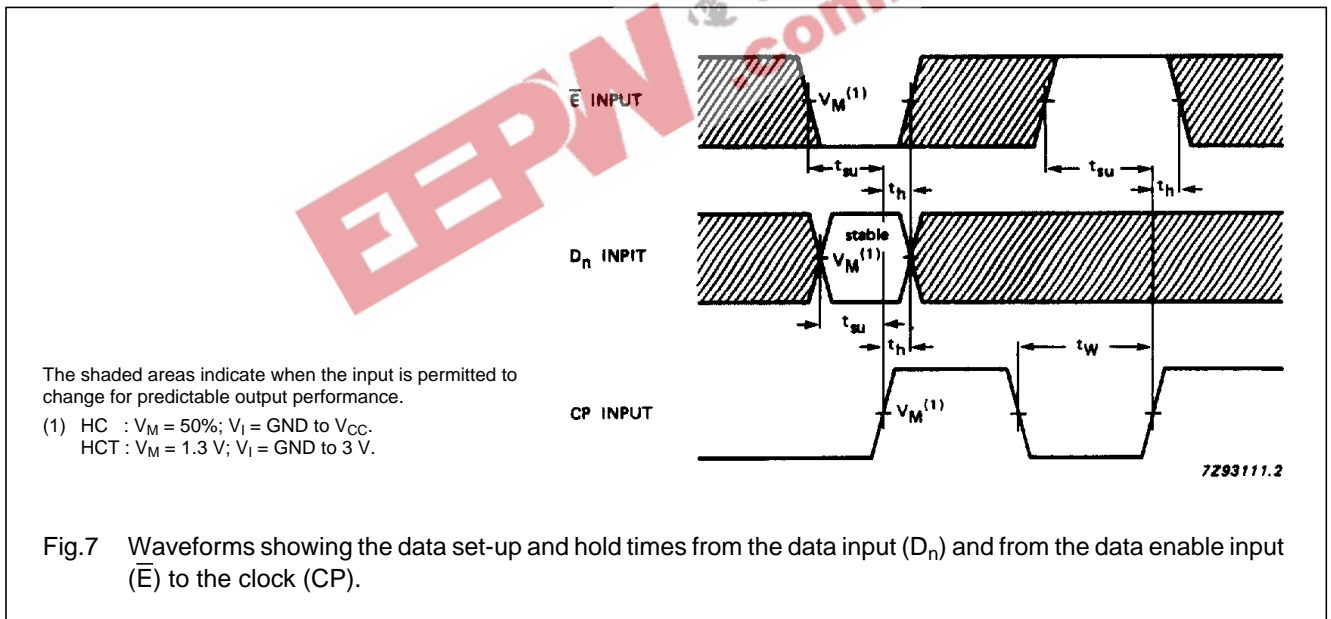 EEPW
.com
E̅ INPUT
V_M^(1)
t_su
t_h
t_su
t_h
D_n INPIT
stable
V_M^(1)
t_su
t_h
t_W
CP INPUT
V_M^(1)
7Z93111.2
The shaded areas indicate when the input is permitted to
change for predictable output performance.
(1) HC : V_M = 50%; V_I = GND to V_CC.
HCT : V_M = 1.3 V; V_I = GND to 3 V.
Fig.7 Waveforms showing the data set-up and hold times from the data input (D_n) and from the data enable input
(E̅) to the clock (CP).